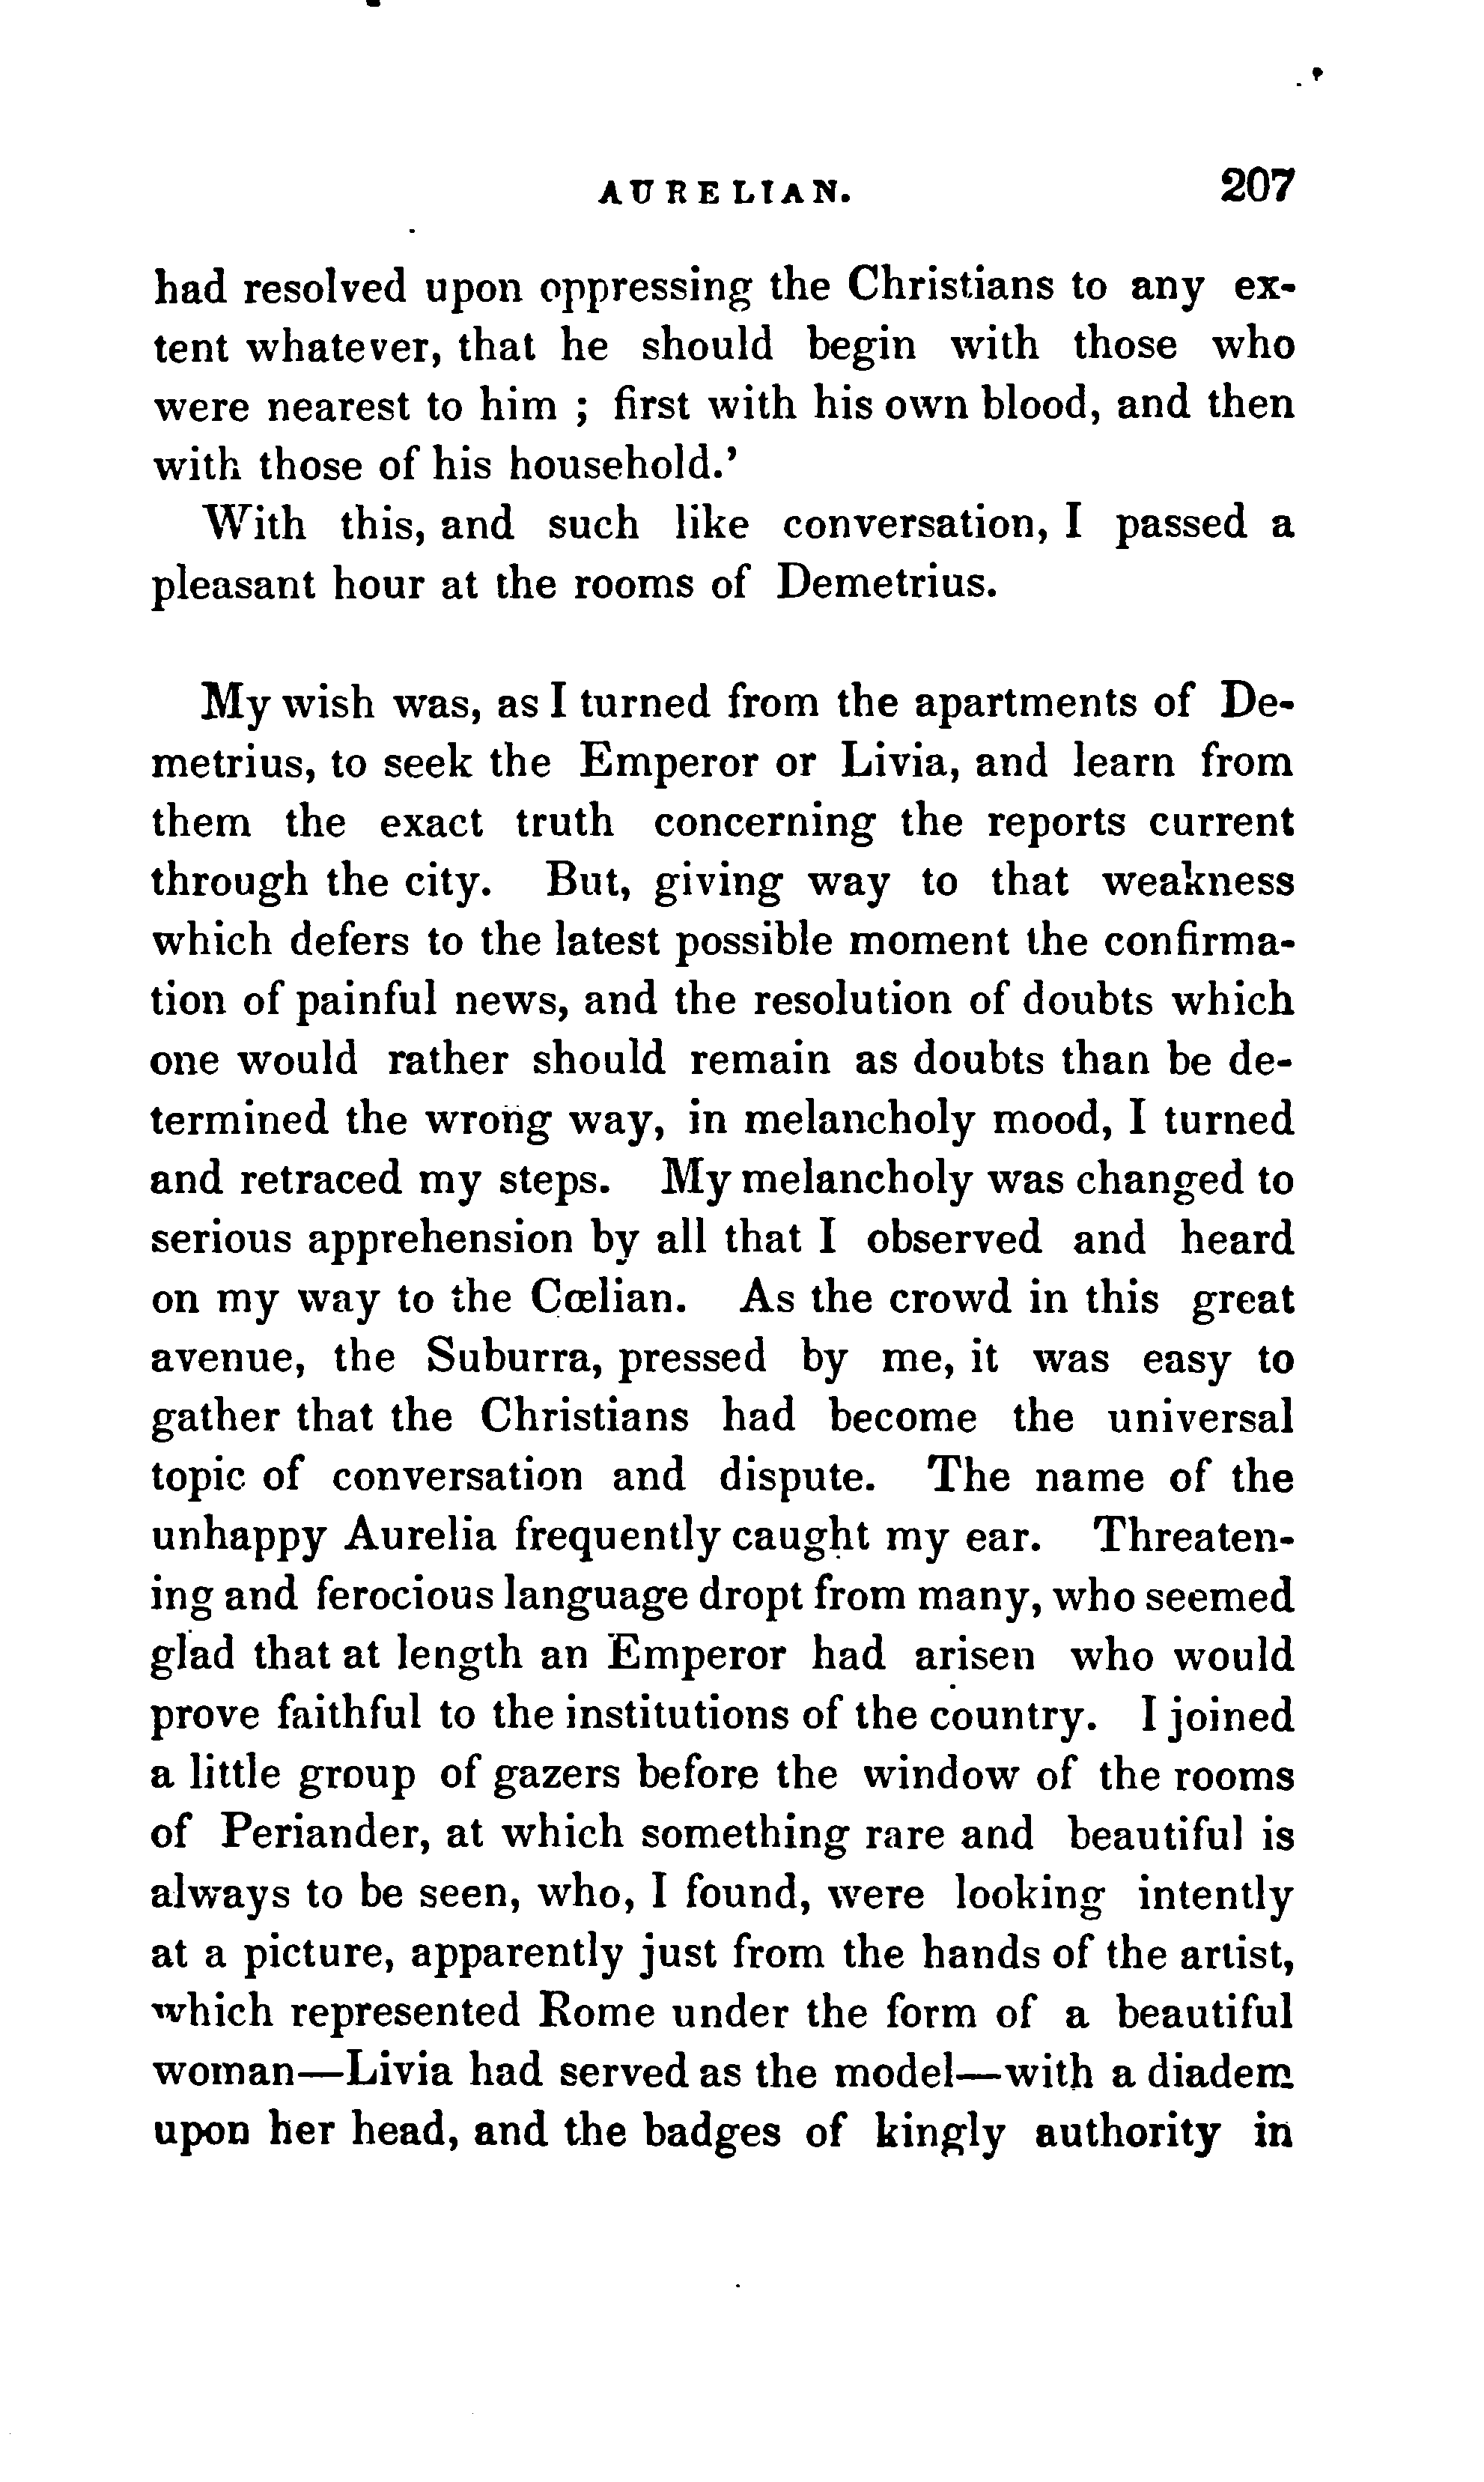 AURELIAN. 207
had resolved upon oppressing the Christians to any ex-
tent whatever, that he should begin with those who
were nearest to him ; first with his own blood, and then
with those of his household.’
With this, and such like conversation, I passed a
pleasant hour at the rooms of Demetrius.
My wish was, as I turned from the apartments of De-
metrius, to seek the Emperor or Livia, and learn from
them the exact truth concerning the reports current
through the city. But, giving way to that weakness
which defers to the latest possible moment the confirma-
tion of painful news, and the resolution of doubts which
one would rather should remain as doubts than be de-
termined the wrong way, in melancholy mood, I turned
and retraced my steps. My melancholy was changed to
serious apprehension by all that I observed and heard
on my way to the Cœlian. As the crowd in this great
avenue, the Suburra, pressed by me, it was easy to
gather that the Christians had become the universal
topic of conversation and dispute. The name of the
unhappy Aurelia frequently caught my ear. Threaten-
ing and ferocious language dropt from many, who seemed
glad that at length an Emperor had arisen who would
prove faithful to the institutions of the country. I joined
a little group of gazers before the window of the rooms
of Periander, at which something rare and beautiful is
always to be seen, who, I found, were looking intently
at a picture, apparently just from the hands of the artist,
which represented Rome under the form of a beautiful
woman—Livia had served as the model—with a diadem
upon her head, and the badges of kingly authority in